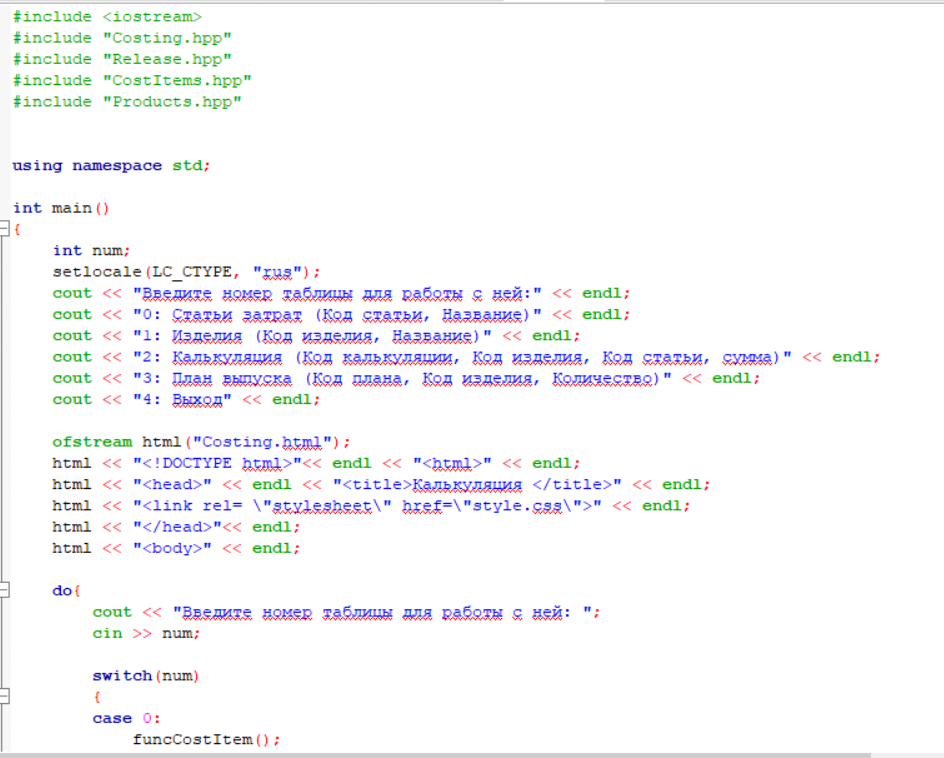 #include <iostream>
#include "Costing.hpp"
#include "Release.hpp"
#include "CostItems.hpp"
#include "Products.hpp"
using namespace std;
int main()
{
int num;
setlocale(LC_CTYPE, "rus");
cout << "Введите номер таблицы для работы с ней:" << endl;
cout << "0: Статьи затрат (Код статьи, Название)" << endl;
cout << "1: Изделия (Код изделия, Название)" << endl;
cout << "2: Калькуляция (Код калькуляции, Код изделия, Код статьи, сумма)" << endl;
cout << "3: План выпуска (Код плана, Код изделия, Количество)" << endl;
cout << "4: Выход" << endl;
ofstream html("Costing.html");
html << "<!DOCTYPE html>"<< endl << "<html>" << endl;
html << "<head>" << endl << "<title>Калькуляция </title>" << endl;
html << "<link rel= \"stylesheet\" href=\"style.css\">" << endl;
html << "</head>"<< endl;
html << "<body>" << endl;
do{
cout << "Введите номер таблицы для работы с ней: ";
cin >> num;
switch(num)
{
case 0:
funcCostItem();